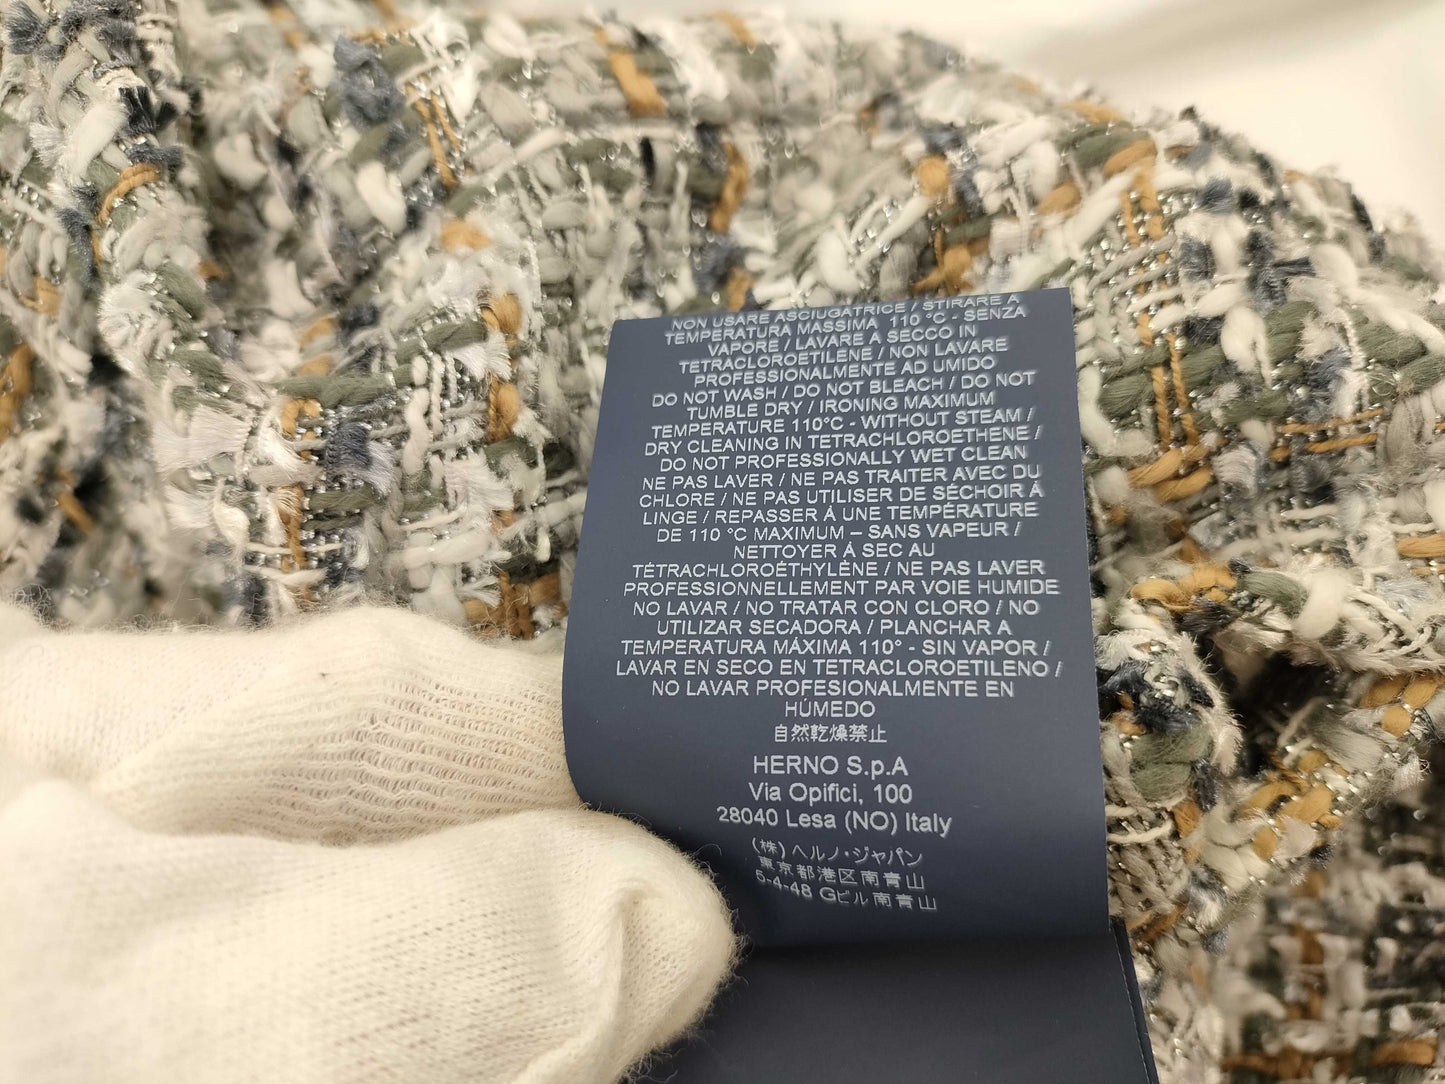 NON USARE ASCIUGATRICE / STIRARE A
TEMPERATURA MASSIMA 110 °C - SENZA
VAPORE / LAVARE A SECCO IN
TETRACLOROETILENE / NON LAVARE
PROFESSIONALMENTE AD UMIDO
DO NOT WASH / DO NOT BLEACH / DO NOT
TUMBLE DRY / IRONING MAXIMUM
TEMPERATURE 110°C - WITHOUT STEAM /
DRY CLEANING IN TETRACHLOROETHENE /
DO NOT PROFESSIONALLY WET CLEAN
NE PAS LAVER / NE PAS TRAITER AVEC DU
CHLORE / NE PAS UTILISER DE SÉCHOIR À
LINGE / REPASSER À UNE TEMPÉRATURE
DE 110 °C MAXIMUM – SANS VAPEUR /
NETTOYER À SEC AU
TÉTRACHLOROÉTHYLÉNE / NE PAS LAVER
PROFESSIONNELLEMENT PAR VOIE HUMIDE
NO LAVAR / NO TRATAR CON CLORO / NO
UTILIZAR SECADORA / PLANCHAR A
TEMPERATURA MÁXIMA 110° - SIN VAPOR /
LAVAR EN SECO EN TETRACLOROETILENO /
NO LAVAR PROFESIONALMENTE EN
HÚMEDO
自然乾燥禁止
HERNO S.p.A
Via Opifici, 100
28040 Lesa (NO) Italy
(株) ヘルノ・ジャパン
東京都港区南青山
5-4-48 Gビル南青山